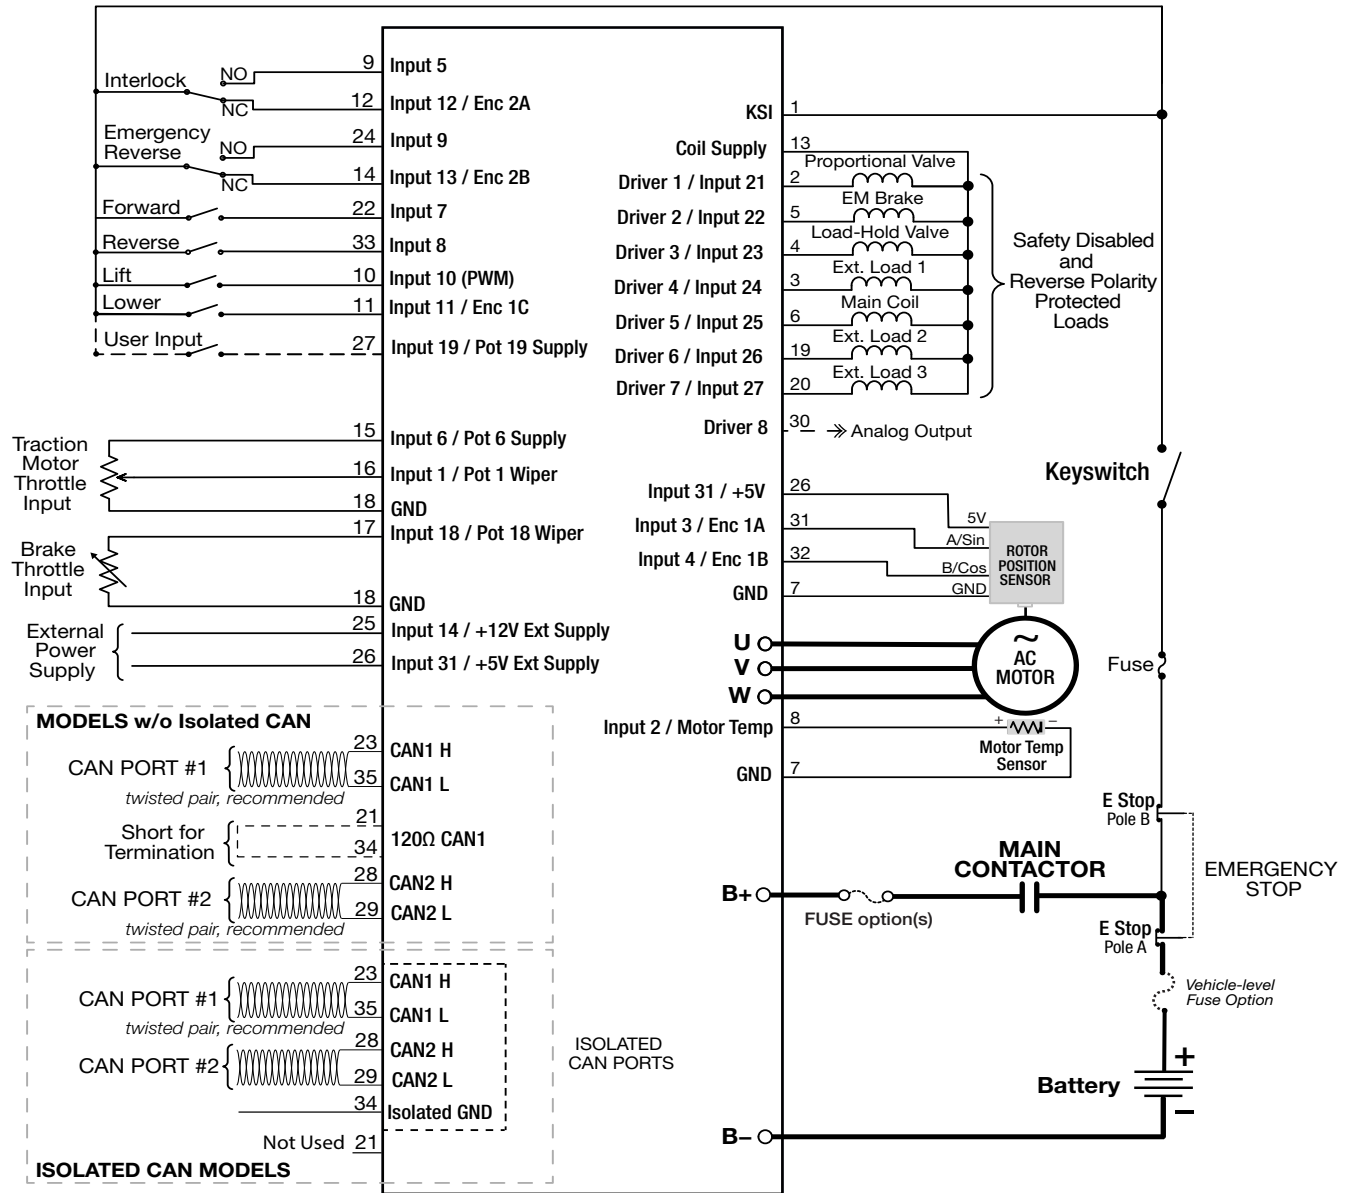 Interlock
NO
NC
9
Input 5
12
Input 12 / Enc 2A
Emergency
Reverse
NO
NC
24
Input 9
14
Input 13 / Enc 2B
Forward
22
Input 7
Reverse
33
Input 8
Lift
10
Input 10 (PWM)
Lower
11
Input 11 / Enc 1C
User Input
27
Input 19 / Pot 19 Supply
Traction
Motor
Throttle
Input
15
Input 6 / Pot 6 Supply
16
Input 1 / Pot 1 Wiper
18
GND
17
Input 18 / Pot 18 Wiper
Brake
Throttle
Input
18
GND
External
Power
Supply
25
Input 14 / +12V Ext Supply
26
Input 31 / +5V Ext Supply
MODELS w/o Isolated CAN
CAN PORT #1
twisted pair, recommended
23
CAN1 H
35
CAN1 L
Short for
Termination
21
34
120Ω CAN1
CAN PORT #2
twisted pair, recommended
28
CAN2 H
29
CAN2 L
CAN PORT #1
twisted pair, recommended
23
CAN1 H
35
CAN1 L
CAN PORT #2
28
CAN2 H
29
CAN2 L
34
Isolated GND
Not Used 21
ISOLATED CAN MODELS
ISOLATED
CAN PORTS
KSI
1
Coil Supply
13
Proportional Valve
Driver 1 / Input 21
2
EM Brake
Driver 2 / Input 22
5
Load-Hold Valve
Driver 3 / Input 23
4
Ext. Load 1
Driver 4 / Input 24
3
Main Coil
Driver 5 / Input 25
6
Ext. Load 2
Driver 6 / Input 26
19
Ext. Load 3
Driver 7 / Input 27
20
Safety Disabled
and
Reverse Polarity
Protected
Loads
Driver 8
30
Analog Output
Input 31 / +5V
26
5V
Input 3 / Enc 1A
31
A/Sin
Input 4 / Enc 1B
32
B/Cos
GND
7
GND
ROTOR
POSITION
SENSOR
U
V
W
~
AC
MOTOR
Input 2 / Motor Temp
8
+
–
Motor Temp
Sensor
GND
7
Keyswitch
Fuse
E Stop
Pole B
MAIN
CONTACTOR
EMERGENCY
STOP
B+
FUSE option(s)
E Stop
Pole A
Vehicle-level
Fuse Option
+
Battery
–
B–